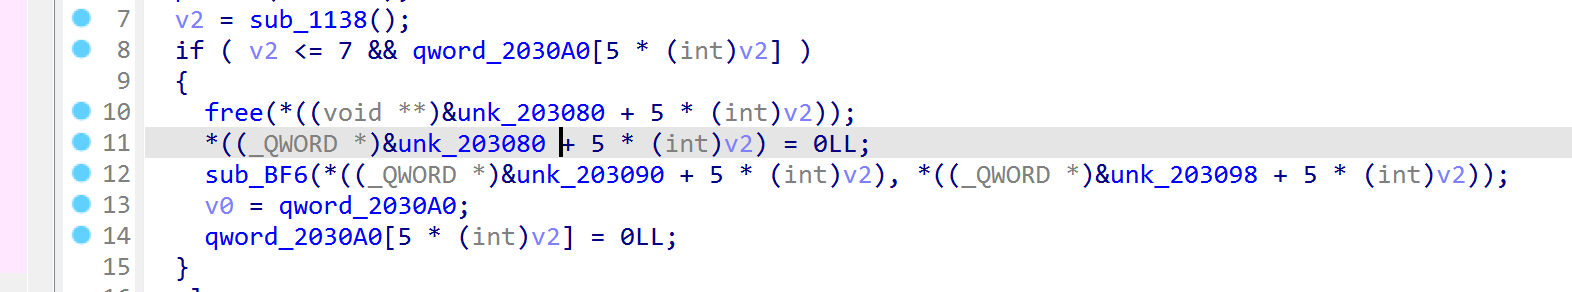 7 v2 = sub_1138();
8 if ( v2 <= 7 && qword_2030A0[5 * (int)v2] )
9 {
10 free(*((void **)&unk_203080 + 5 * (int)v2));
11 *((_QWORD *)&unk_203080 + 5 * (int)v2) = 0LL;
12 sub_BF6(*((_QWORD *)&unk_203090 + 5 * (int)v2), *((_QWORD *)&unk_203098 + 5 * (int)v2));
13 v0 = qword_2030A0;
14 qword_2030A0[5 * (int)v2] = 0LL;
15 }